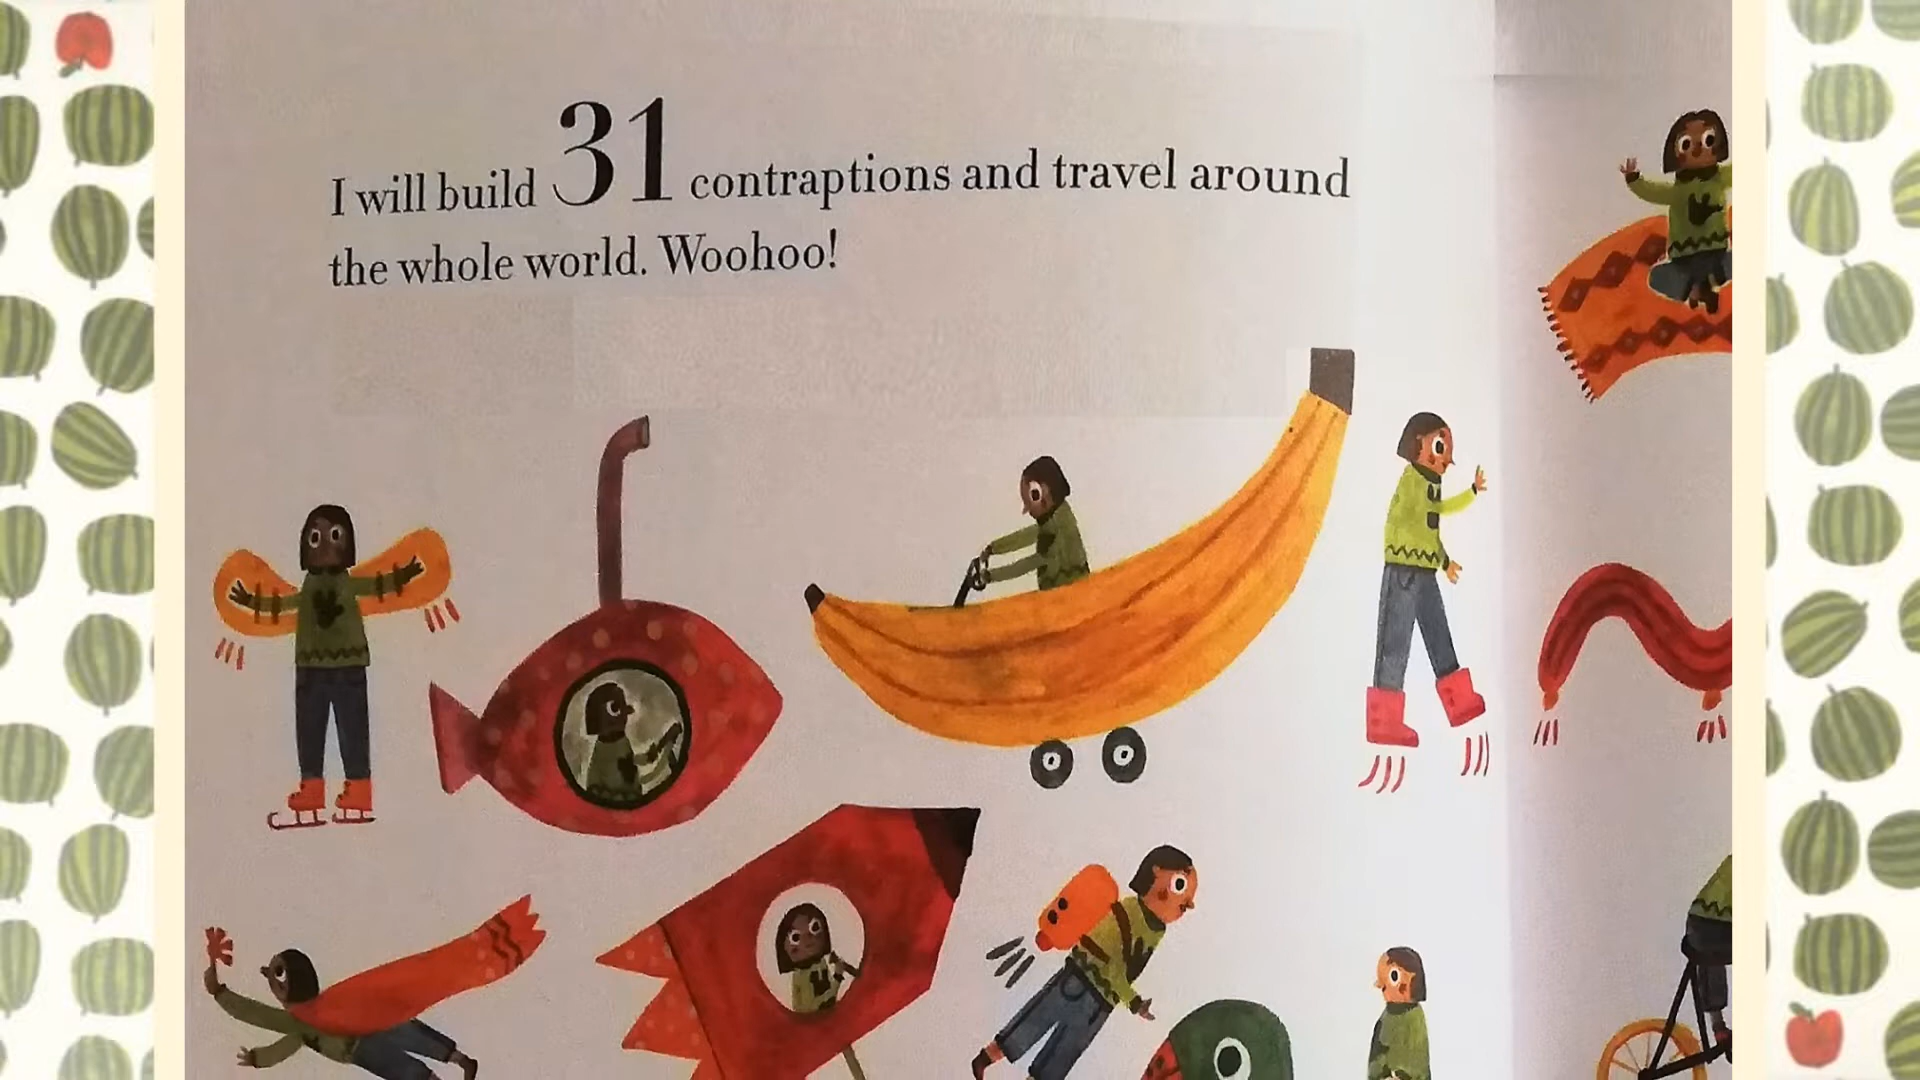 I will build 31 contraptions and travel around
the whole world. Woohoo!